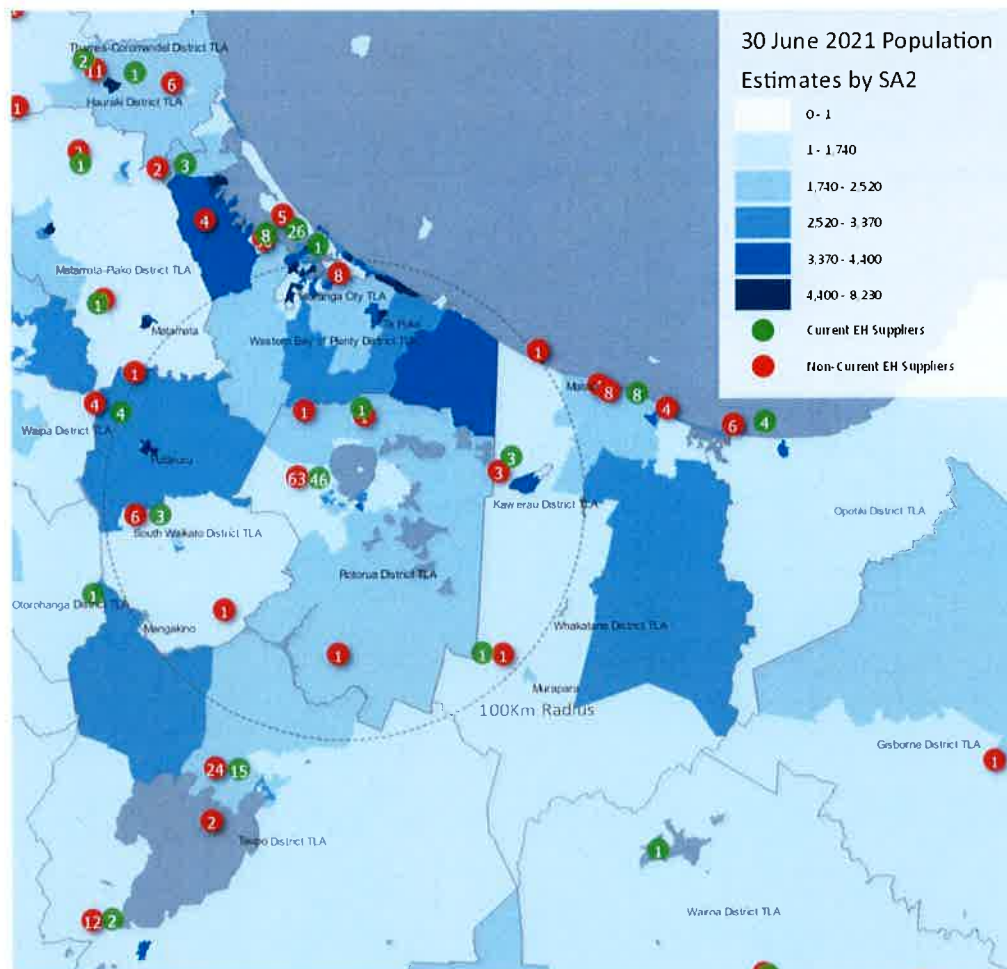 30 June 2021 Population
Estimates by SA2
0 - 1
1 - 1,740
1,740 - 2,520
2,520 - 3,370
3,370 - 4,400
4,400 - 8,230
Current EH Suppliers
Non-Current EH Suppliers
Thames-Coromandel District TLA
2
11
1
6
Hauraki District TLA
1
2
1
2
3
4
5
26
8
1
8
Matamata-Piako District TLA
Tauranga City TLA
1
Te Puke
Matamata
Western Bay of Plenty District TLA
1
1
Matata
8
8
4
4
4
1
1
1
6
4
Waipa District TLA
Putaruru
63
46
3
3
Kawerau District TLA
Opotiki District TLA
6
3
South Waikato District TLA
Rotorua District TLA
1
Otorohanga District TLA
1
Mangakino
Whakatane District TLA
1
1
1
Murupara
100Km Radius
Gisborne District TLA
1
24
15
2
Taupo District TLA
1
Wairoa District TLA
12
2